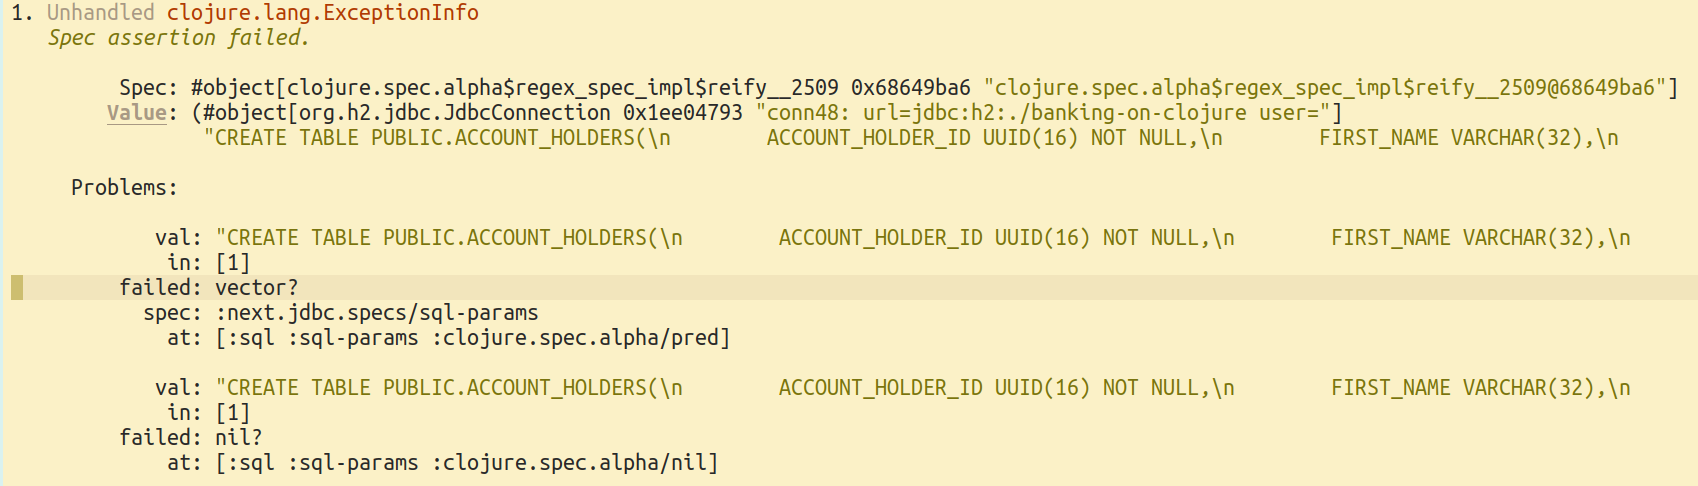 1. Unhandled clojure.lang.ExceptionInfo
Spec assertion failed.
Spec: #object[clojure.spec.alpha$regex_spec_impl$reify__2509 0x68649ba6 "clojure.spec.alpha$regex_spec_impl$reify__2509@68649ba6"]
Value: (#object[org.h2.jdbc.JdbcConnection 0x1ee04793 "conn48: url=jdbc:h2:./banking-on-clojure user="]
"CREATE TABLE PUBLIC.ACCOUNT_HOLDERS(\n        ACCOUNT_HOLDER_ID UUID(16) NOT NULL,\n        FIRST_NAME VARCHAR(32),\n
Problems:
val: "CREATE TABLE PUBLIC.ACCOUNT_HOLDERS(\n        ACCOUNT_HOLDER_ID UUID(16) NOT NULL,\n        FIRST_NAME VARCHAR(32),\n
in: [1]
failed: vector?
spec: :next.jdbc.specs/sql-params
at: [:sql :sql-params :clojure.spec.alpha/pred]
val: "CREATE TABLE PUBLIC.ACCOUNT_HOLDERS(\n        ACCOUNT_HOLDER_ID UUID(16) NOT NULL,\n        FIRST_NAME VARCHAR(32),\n
in: [1]
failed: nil?
at: [:sql :sql-params :clojure.spec.alpha/nil]